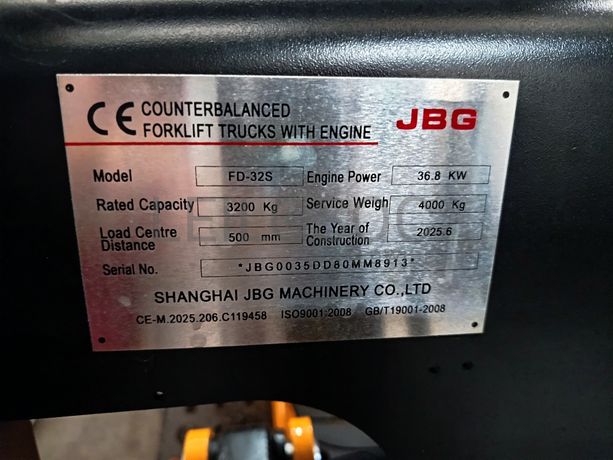 CE COUNTERBALANCED
FORKLIFT TRUCKS WITH ENGINE
JBG
Model FD-32S Engine Power 36.8 KW
Rated Capacity 3200 Kg Service Weigh 4000 Kg
Load Centre Distance 500 mm The Year of Construction 2025.6
Serial No. *JBG0035DD80MM8913*
SHANGHAI JBG MACHINERY CO.,LTD
CE-M.2025.206.C119458 ISO9001:2008 GB/T19001-2008